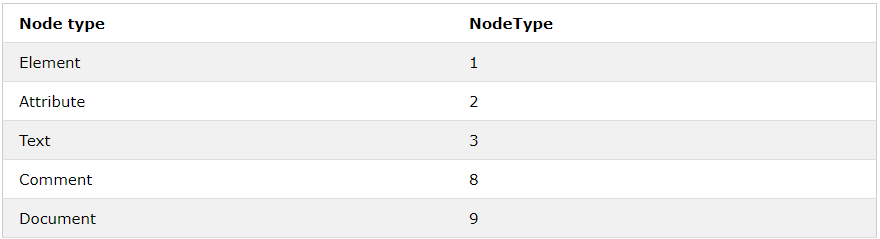 Node type NodeType
Element 1
Attribute 2
Text 3
Comment 8
Document 9